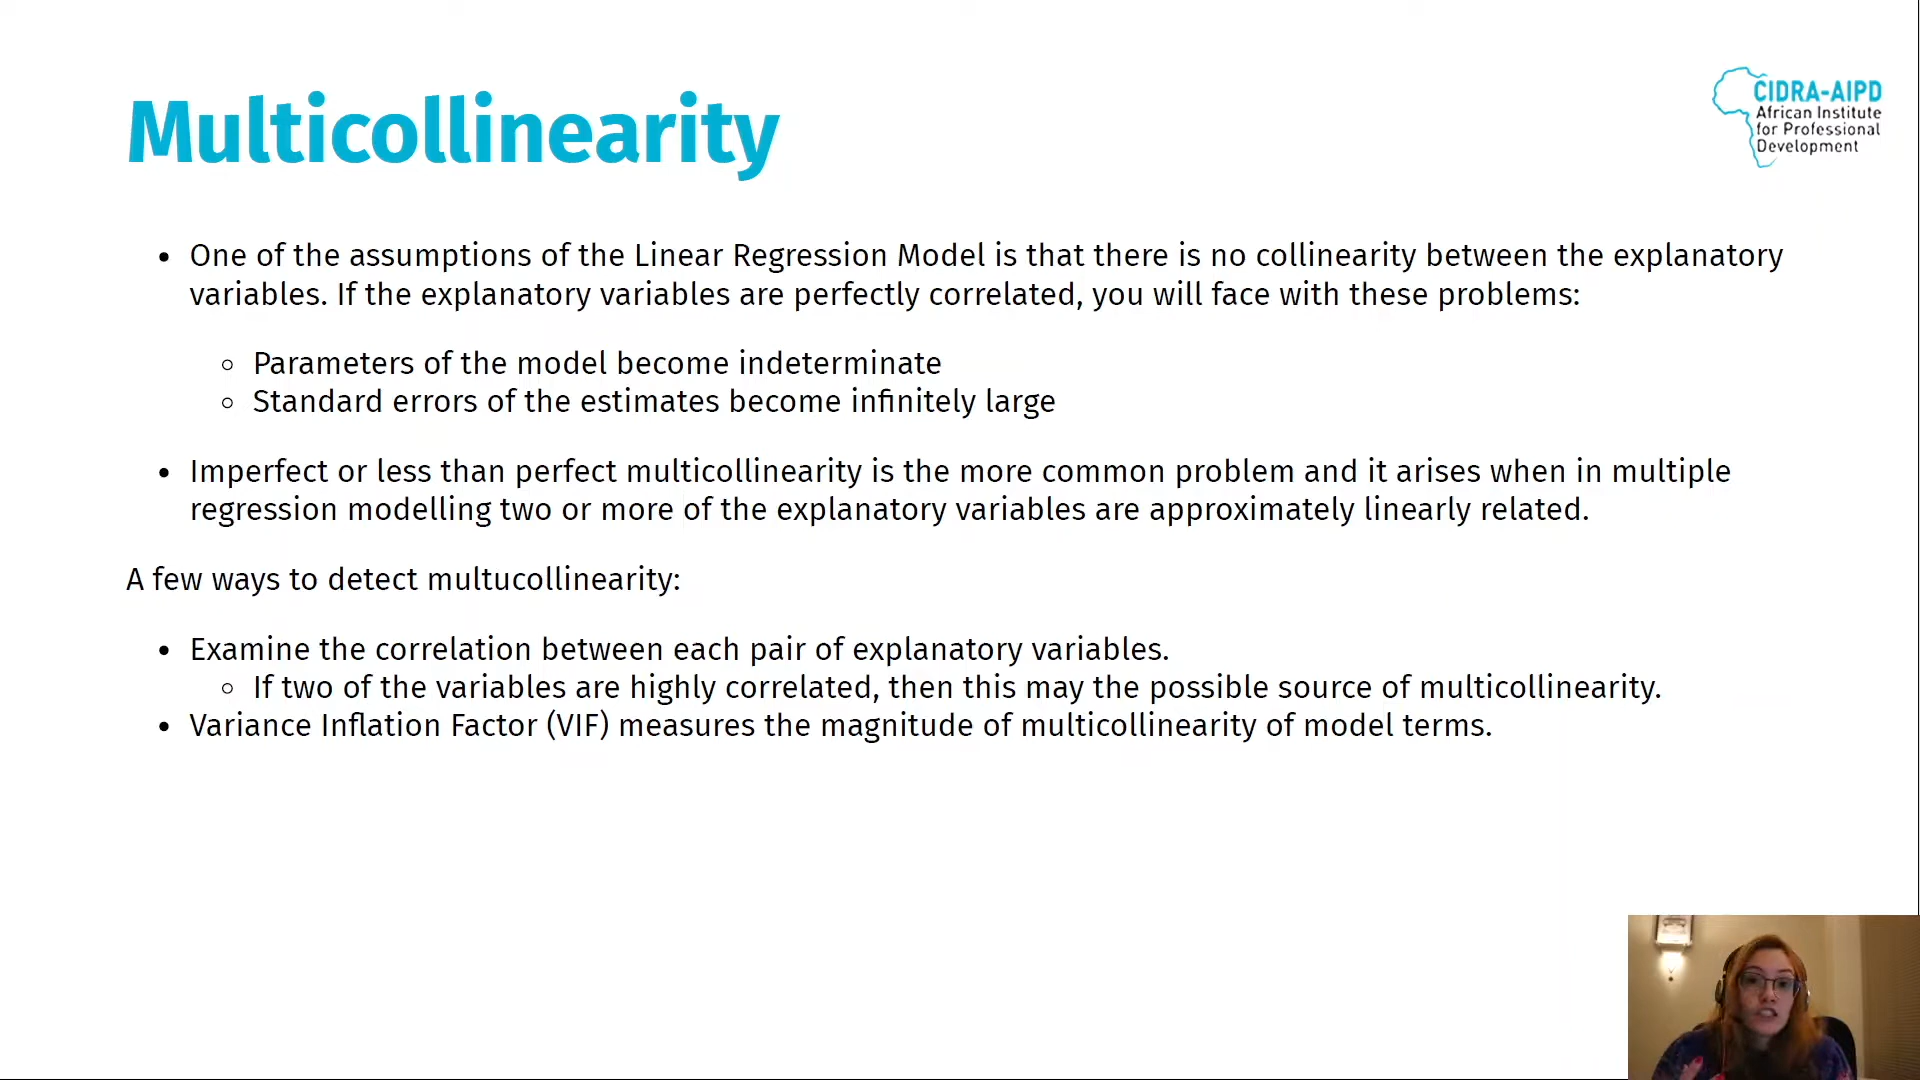 Multicollinearity
CIDRA-AIPD
African Institute
for Professional
Development
• One of the assumptions of the Linear Regression Model is that there is no collinearity between the explanatory
variables. If the explanatory variables are perfectly correlated, you will face with these problems:
◦ Parameters of the model become indeterminate
◦ Standard errors of the estimates become infinitely large
• Imperfect or less than perfect multicollinearity is the more common problem and it arises when in multiple
regression modelling two or more of the explanatory variables are approximately linearly related.
A few ways to detect multucollinearity:
• Examine the correlation between each pair of explanatory variables.
◦ If two of the variables are highly correlated, then this may the possible source of multicollinearity.
• Variance Inflation Factor (VIF) measures the magnitude of multicollinearity of model terms.